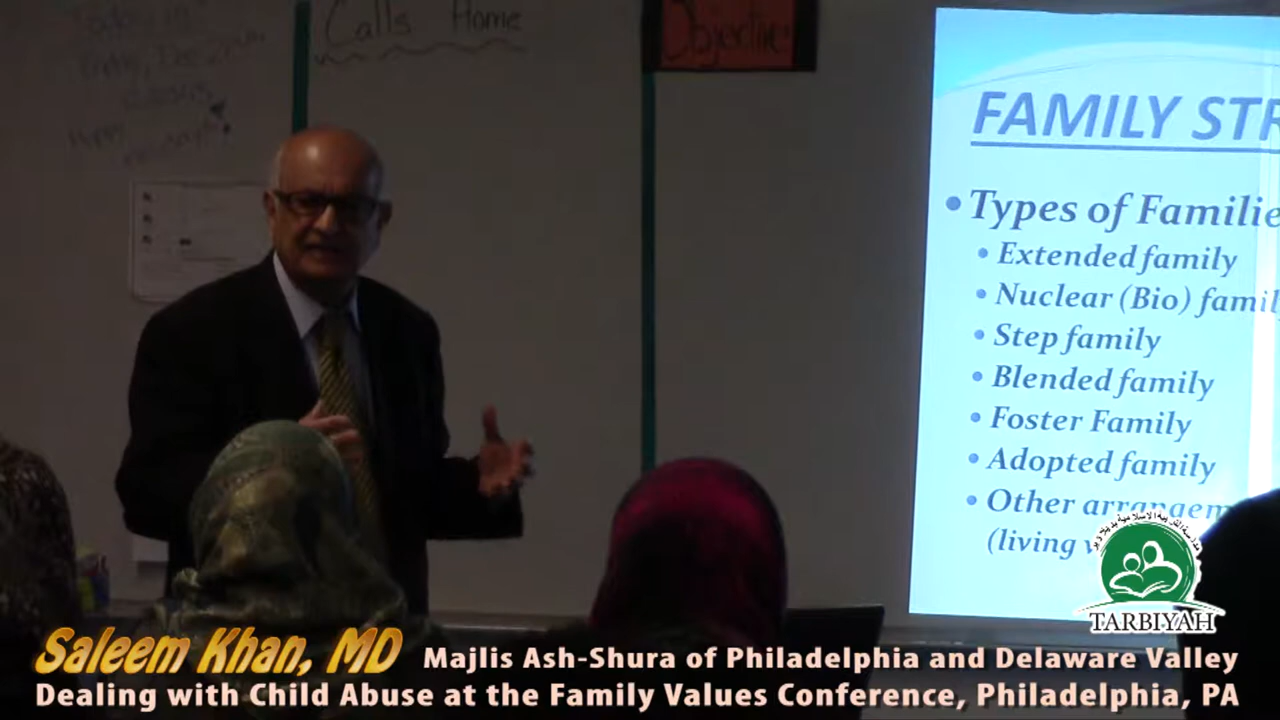 Calls Home
Objective
FAMILY STR
• Types of Familie
• Extended family
• Nuclear (Bio) famil
• Step family
• Blended family
• Foster Family
• Adopted family
• Other arrangem
(living
TARBIYAH
Saleem Khan, MD Majlis Ash-Shura of Philadelphia and Delaware Valley
Dealing with Child Abuse at the Family Values Conference, Philadelphia, PA